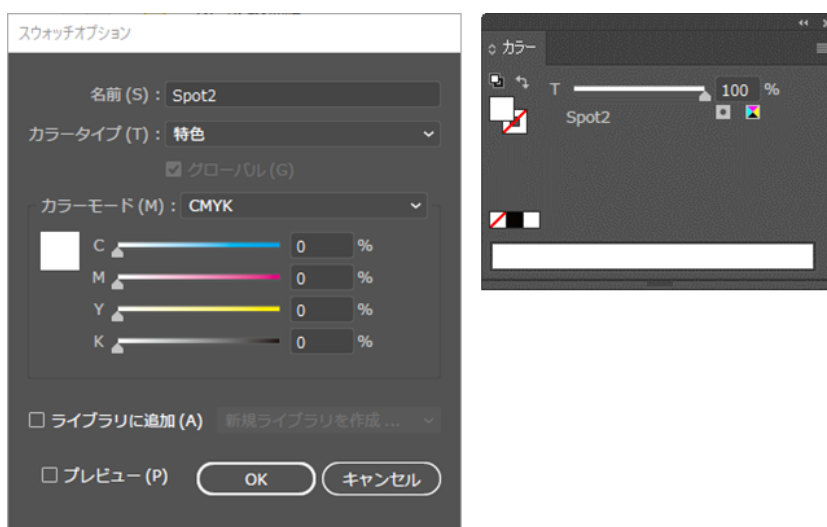 スウォッチオプション
名前 (S) : Spot2
カラータイプ (T) : 特色
グローバル (G)
カラーモード (M) : CMYK
C 0 %
M 0 %
Y 0 %
K 0 %
ライブラリに追加 (A) 新規ライブラリを作成 ...
プレビュー (P) OK キャンセル
カラー
T 100 %
Spot2